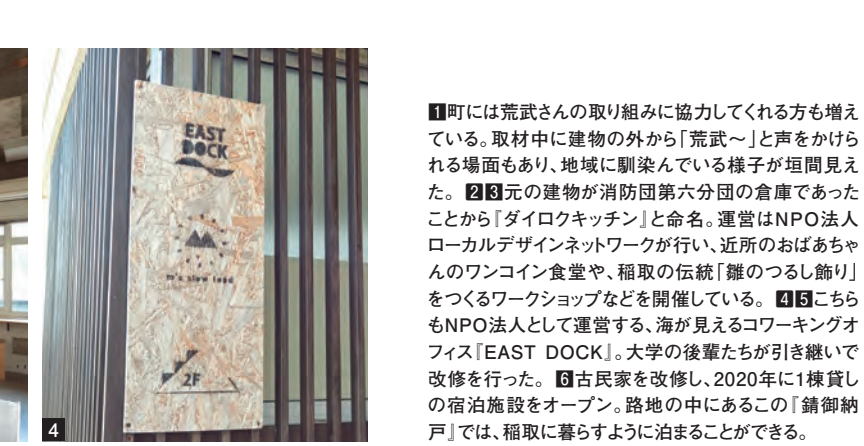 EAST
DOCK
m's slow food
2F
4
1町には荒武さんの取り組みに協力してくれる方も増え
ている。取材中に建物の外から「荒武〜」と声をかけら
れる場面もあり、地域に馴染んでいる様子が垣間見え
た。 23元の建物が消防団第六分団の倉庫であった
ことから『ダイロクキッチン』と命名。運営はNPO法人
ローカルデザインネットワークが行い、近所のおばあちゃ
んのワンコイン食堂や、稲取の伝統「雛のつるし飾り」
をつくるワークショップなどを開催している。 45こちら
もNPO法人として運営する、海が見えるコワーキングオ
フィス『EAST DOCK』。大学の後輩たちが引き継いで
改修を行った。 6古民家を改修し、2020年に1棟貸し
の宿泊施設をオープン。路地の中にあるこの『錆御納
戸』では、稲取に暮らすように泊まることができる。